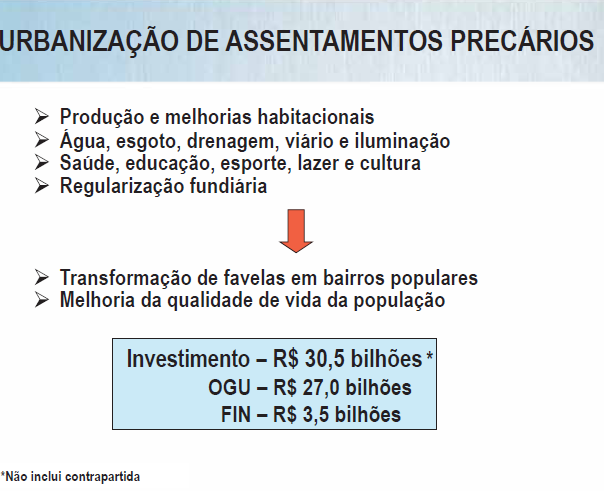 URBANIZAÇÃO DE ASSENTAMENTOS PRECÁRIOS
Produção e melhorias habitacionais
Água, esgoto, drenagem, viário e iluminação
Saúde, educação, esporte, lazer e cultura
Regularização fundiária
Transformação de favelas em bairros populares
Melhoria da qualidade de vida da população
Investimento – R$ 30,5 bilhões *
OGU – R$ 27,0 bilhões
FIN – R$ 3,5 bilhões
*Não inclui contrapartida